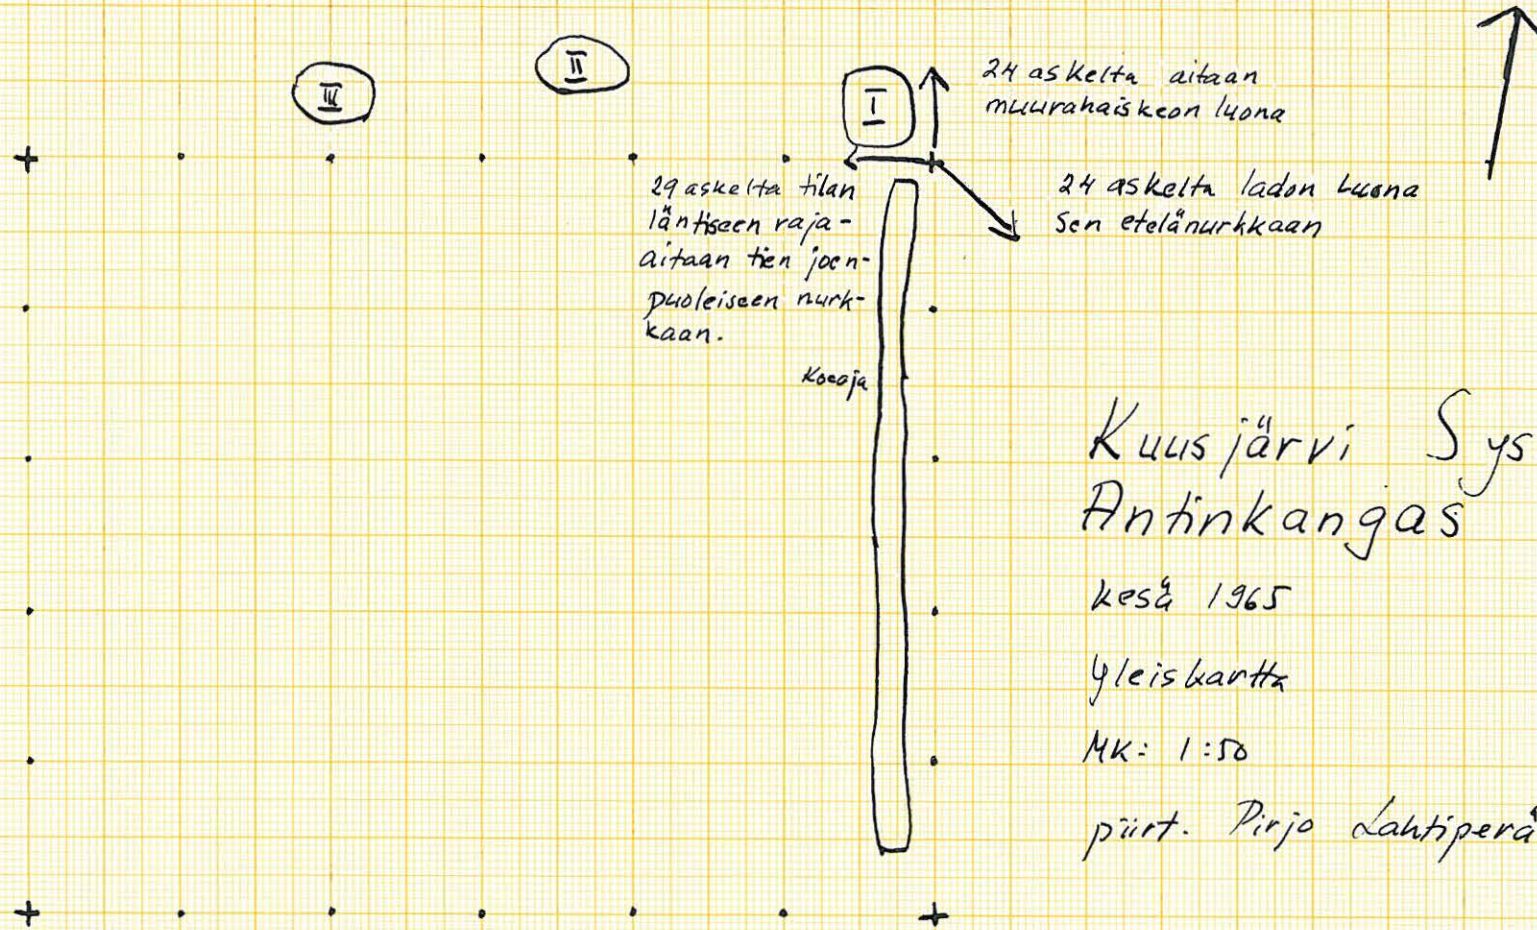 III
II
I
24 askelta aitaan
muurahaiskeon luona
29 askelta tilan
läntiseen raja-
aitaan tien joen-
puoleiseen nurk-
kaan.
24 askelta ladon luona
sen etelänurkkaan
Koeoja
Kuusjärvi Sys
Antinkangas
kesä 1965
Yleiskartta
MK: 1:50
piirt. Pirjo Lahtiperä